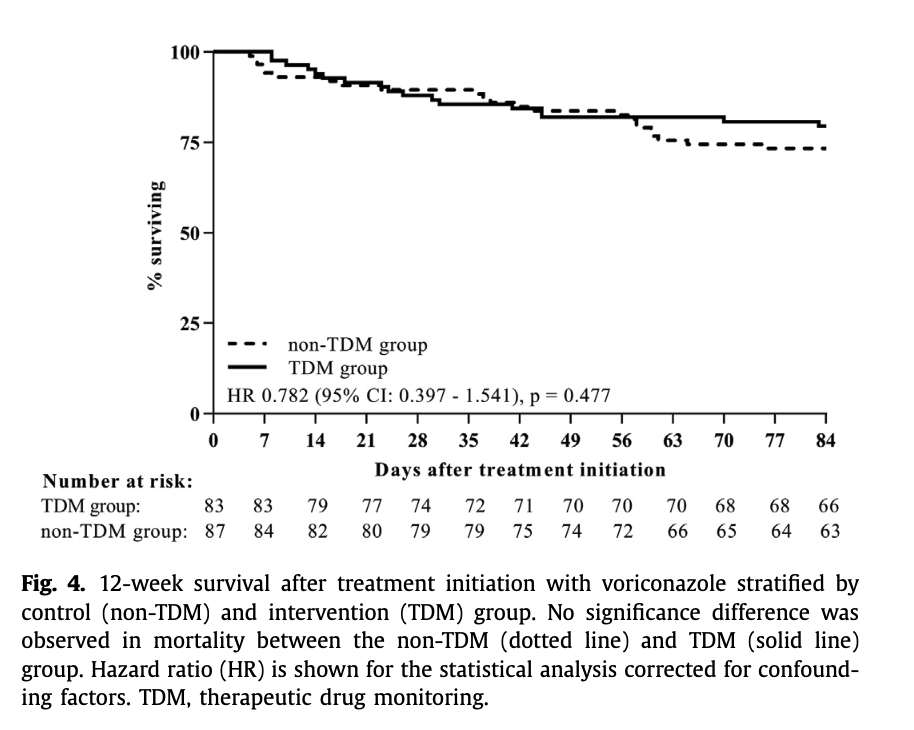 100
75
50
25
0
% surviving
non-TDM group
TDM group
HR 0.782 (95% CI: 0.397 - 1.541), p = 0.477
0 7 14 21 28 35 42 49 56 63 70 77 84
Days after treatment initiation
Number at risk:
TDM group: 83 83 79 77 74 72 71 70 70 70 68 68 66
non-TDM group: 87 84 82 80 79 79 75 74 72 66 65 64 63
Fig. 4. 12-week survival after treatment initiation with voriconazole stratified by
control (non-TDM) and intervention (TDM) group. No significance difference was
observed in mortality between the non-TDM (dotted line) and TDM (solid line)
group. Hazard ratio (HR) is shown for the statistical analysis corrected for confound-
ing factors. TDM, therapeutic drug monitoring.